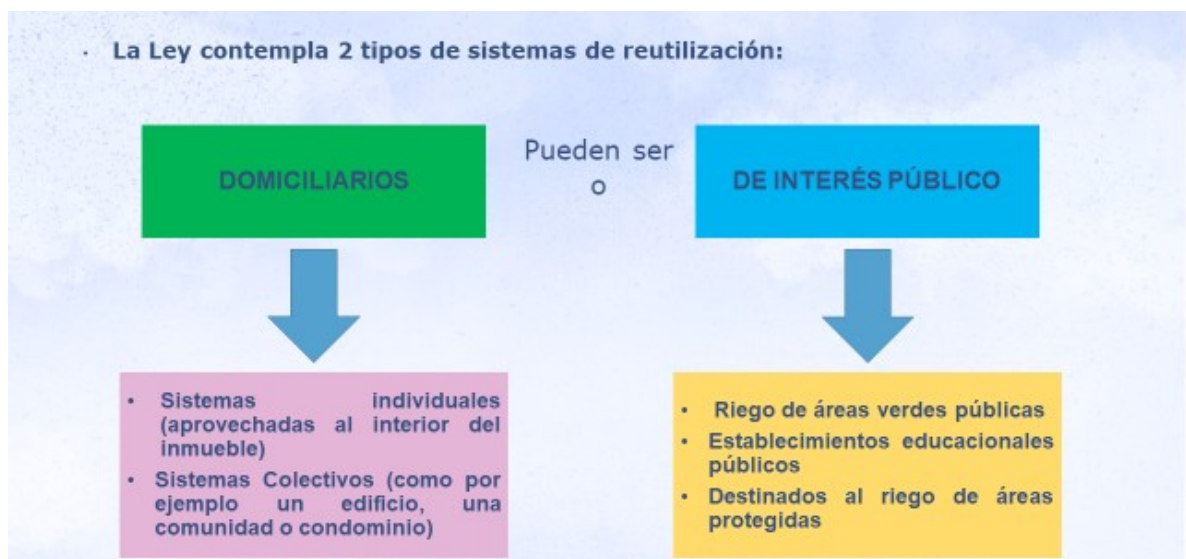 · La Ley contempla 2 tipos de sistemas de reutilización:
DOMICILIARIOS
Pueden ser
o
DE INTERÉS PÚBLICO
• Sistemas individuales
(aprovechadas al interior del
inmueble)
• Sistemas Colectivos (como por
ejemplo un edificio, una
comunidad o condominio)
• Riego de áreas verdes públicas
• Establecimientos educacionales
públicos
• Destinados al riego de áreas
protegidas